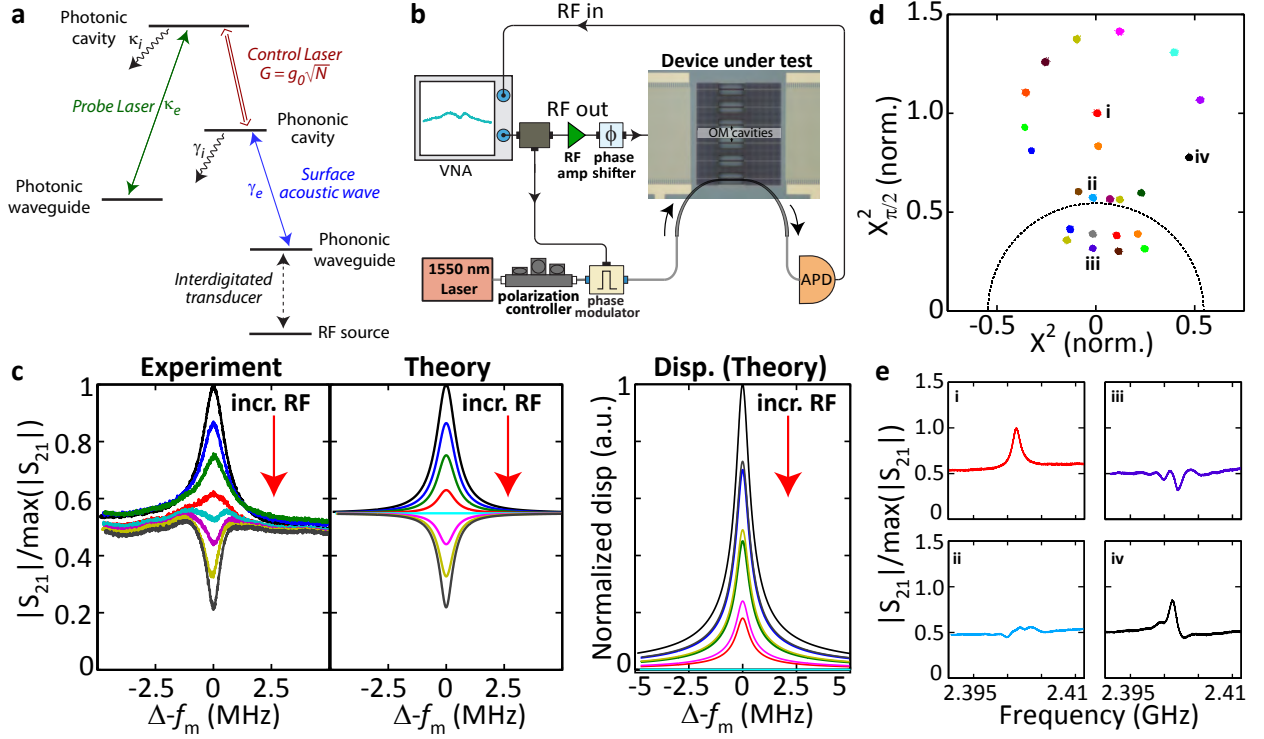 a
Photonic
cavity
κi
Control Laser
G = g0√N
Probe Laser
κe
Phononic
cavity
γi
Photonic
waveguide
γe
Surface
acoustic wave
Phononic
waveguide
Interdigitated
transducer
RF source
b
RF in
VNA
RF out
RF
amp
ϕ
phase
shifter
Device under test
OM cavities
1550 nm
Laser
polarization
controller
phase
modulator
APD
c
Experiment
Theory
Disp. (Theory)
incr. RF
incr. RF
incr. RF
|S21|/max(|S21|)
1
0.8
0.6
0.4
0.2
0
-2.5
0
2.5
Δ-fm (MHz)
-2.5
0
2.5
Δ-fm (MHz)
Normalized disp (a.u.)
1
0
-5
-2.5
0
2.5
5
Δ-fm (MHz)
d
X²π/2 (norm.)
1.5
1.0
0.5
0
i
iv
ii
iii
-0.5
0
0.5
X² (norm.)
e
|S21|/max(|S21|)
1.5
1.0
0.5
0
i
iii
1.5
1.0
0.5
0
ii
iv
2.395
2.41
2.395
2.41
Frequency (GHz)